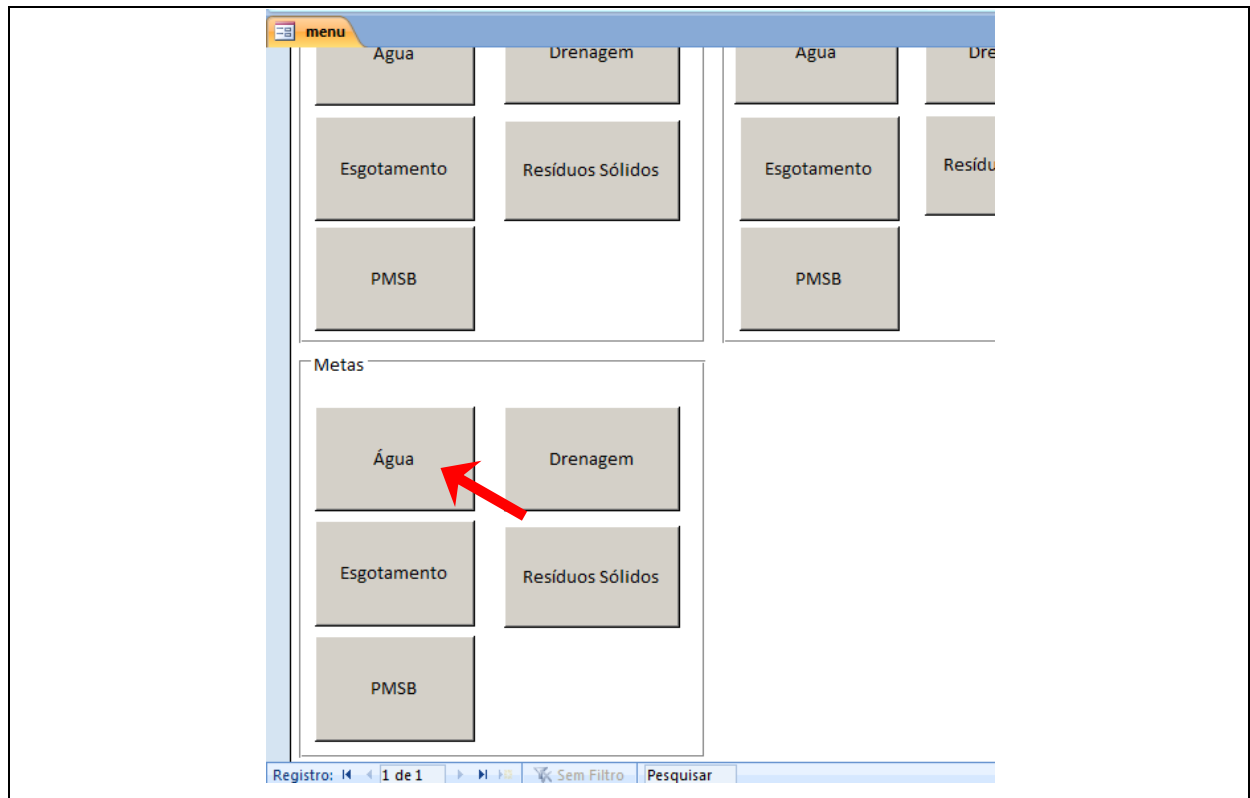 menu
Água Drenagem Água
Esgotamento Resíduos Sólidos Esgotamento
PMSB PMSB
Metas
Água Drenagem
Esgotamento Resíduos Sólidos
PMSB
Registro: 1 de 1 Sem Filtro Pesquisar